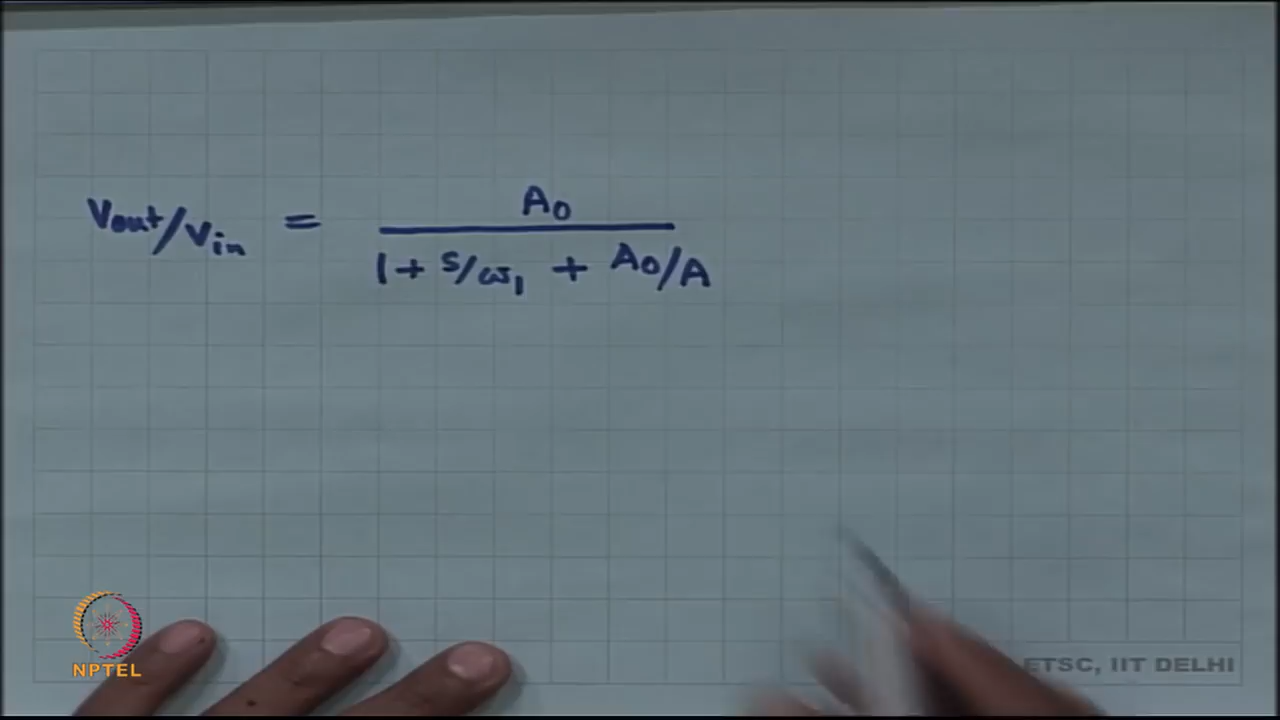 Vout/Vin = A0
1 + s/ω1 + A0/A
NPTEL
ETSC, IIT DELHI